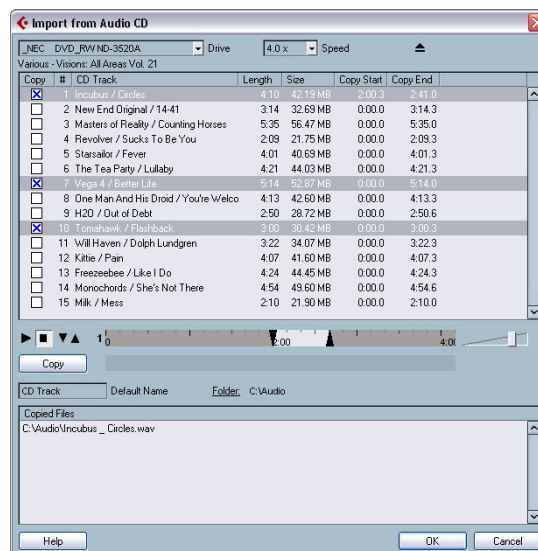 Import from Audio CD
_NEC DVD_RW ND-3520A Drive 4.0 x Speed
Various - Visions: All Areas Vol. 21
Copy # CD Track Length Size Copy Start Copy End
1 Incubus / Circles 4:10 42.19 MB 2:00.3 2:41.0
2 New End Original / 14-41 3:14 32.69 MB 0:00.0 3:14.3
3 Masters of Reality / Counting Horses 5:35 56.47 MB 0:00.0 5:35.0
4 Revolver / Sucks To Be You 2:09 21.75 MB 0:00.0 2:09.3
5 Starsailor / Fever 4:01 40.69 MB 0:00.0 4:01.3
6 The Tea Party / Lullaby 4:21 44.03 MB 0:00.0 4:21.3
7 Vega 4 / Better Life 5:14 52.87 MB 0:00.0 5:14.0
8 One Man And His Droid / You're Welco 4:13 42.60 MB 0:00.0 4:13.3
9 H2O / Out of Debt 2:50 28.72 MB 0:00.0 2:50.6
10 Tomahawk / Flashback 3:00 30.42 MB 0:00.0 3:00.3
11 Will Haven / Dolph Lundgren 3:22 34.07 MB 0:00.0 3:22.3
12 Kittie / Pain 4:07 41.60 MB 0:00.0 4:07.3
13 Freezeebee / Like I Do 4:24 44.45 MB 0:00.0 4:24.3
14 Monochords / She's Not There 4:54 49.60 MB 0:00.0 4:54.6
15 Milk / Mess 2:10 21.90 MB 0:00.0 2:10.0
1 0 2:00 4:00
Copy
CD Track Default Name Folder: C:\Audio
Copied Files
C:\Audio\Incubus _ Circles.wav
Help OK Cancel